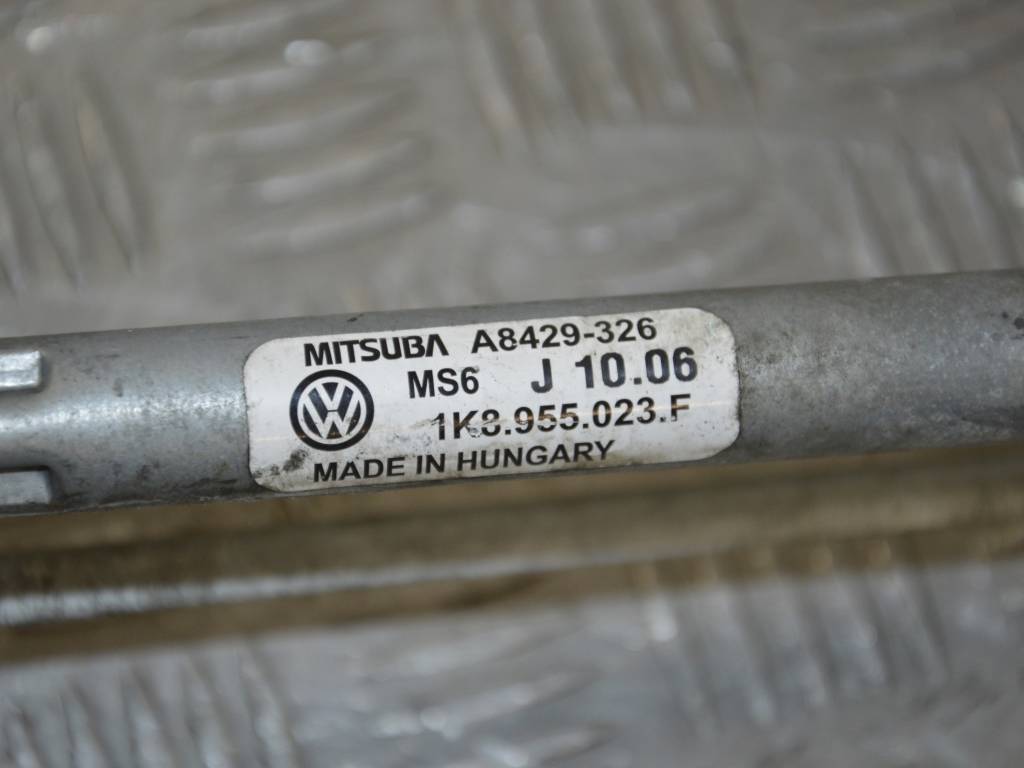 MITSUBA A8429-326
MS6 J 10.06
1K8.955.023.F
MADE IN HUNGARY